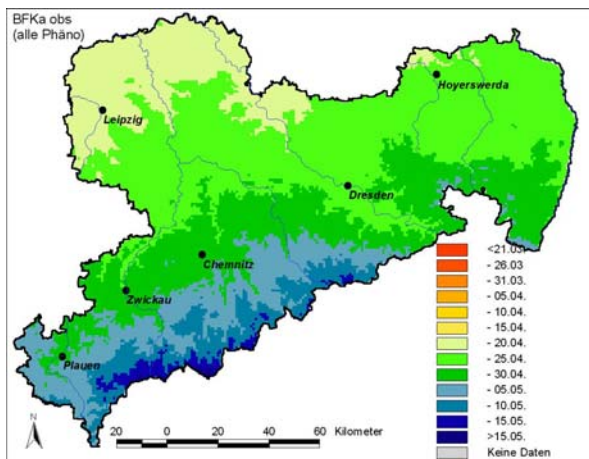 BFKa obs
(alle Phäno)
Hoyerswerda
Leipzig
Dresden
Chemnitz
Zwickau
Plauen
<21.03.
- 26.03
- 31.03.
- 05.04.
- 10.04.
- 15.04.
- 20.04.
- 25.04.
- 30.04.
- 05.05.
- 10.05.
- 15.05.
>15.05.
Keine Daten
N
20 0 20 40 60 Kilometer